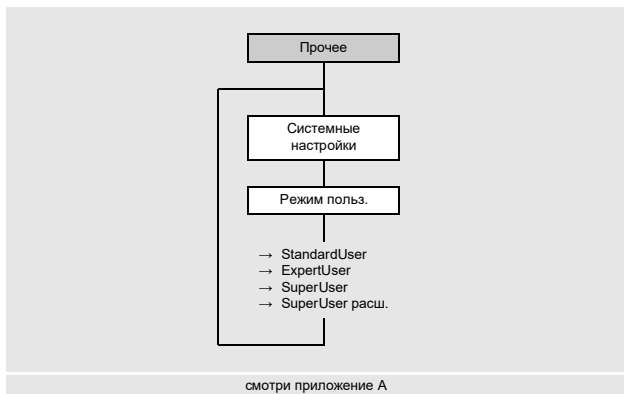 Прочее
Системные
настройки
Режим польз.
→ StandardUser
→ ExpertUser
→ SuperUser
→ SuperUser расш.
смотри приложение A